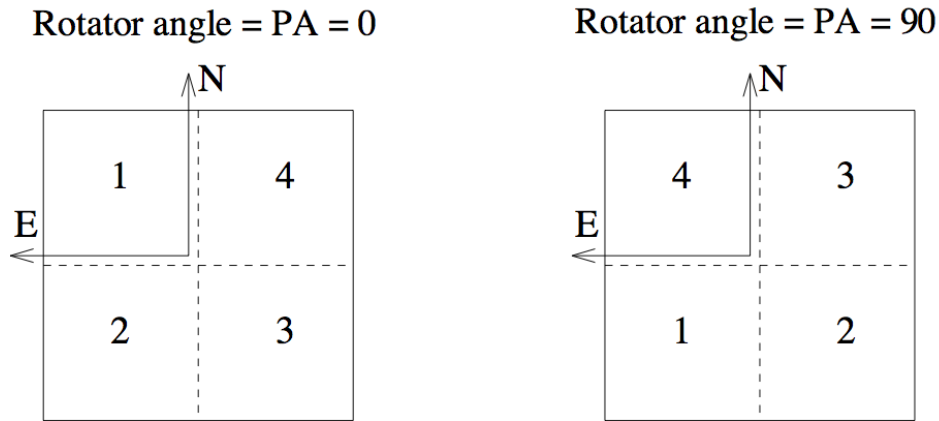 Rotator angle = PA = 0
N
1 4
E
2 3
Rotator angle = PA = 90
N
4 3
E
1 2